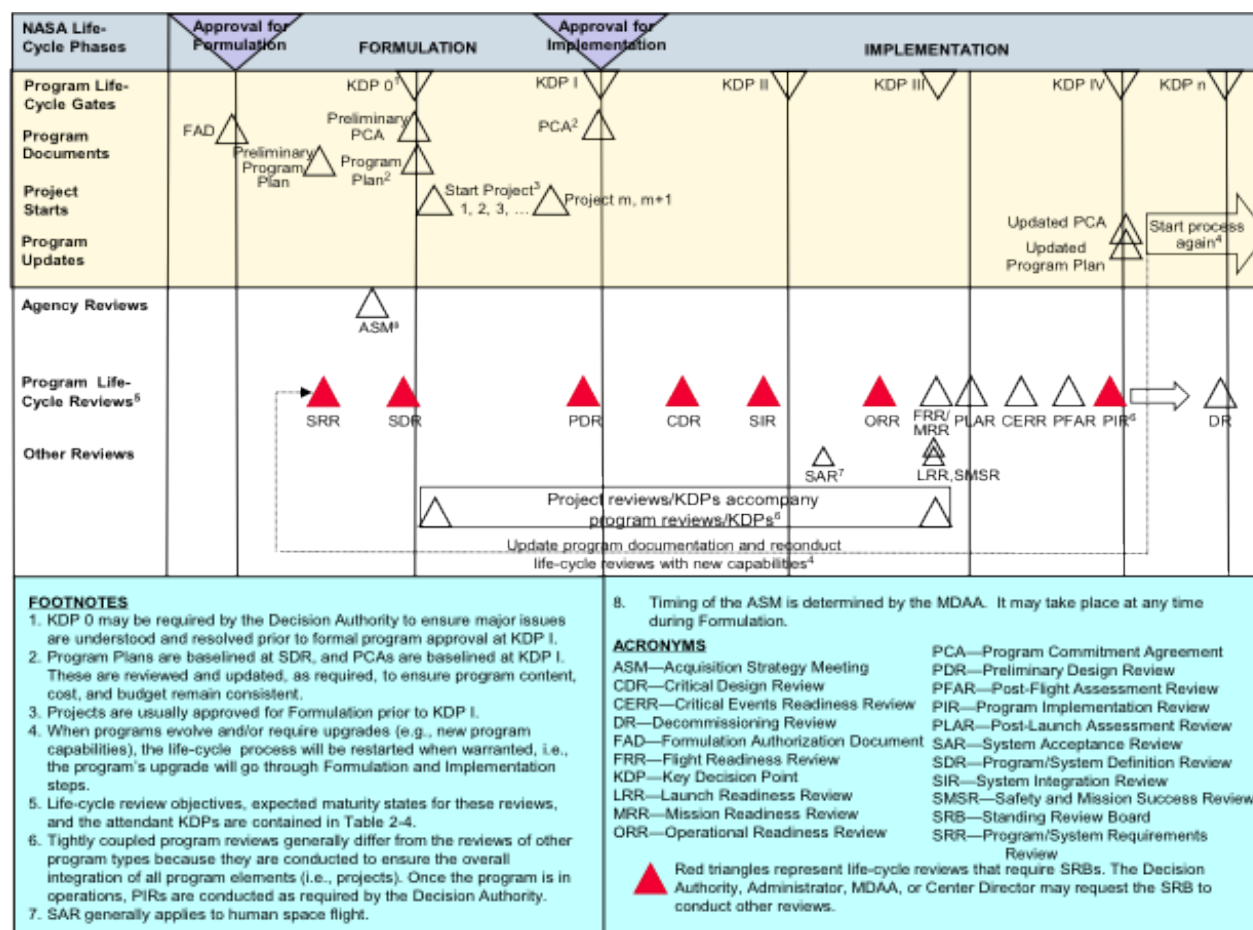 NASA Life-
Cycle Phases
Approval for
Formulation
FORMULATION
Approval for
Implementation
IMPLEMENTATION
Program Life-
Cycle Gates
KDP 0¹
KDP I
KDP II
KDP III
KDP IV
KDP n
Program
Documents
FAD
Preliminary
PCA
PCA²
Preliminary
Program
Plan
Program
Plan²
Project
Starts
Start Project³
1, 2, 3, …
Project m, m+1
Program
Updates
Updated PCA
Updated
Program Plan
Start process
again⁴
Agency Reviews
ASM⁸
Program Life-
Cycle Reviews⁵
SRR
SDR
PDR
CDR
SIR
ORR
FRR/
MRR
PLAR
CERR
PFAR
PIR⁶
DR
Other Reviews
SAR⁷
LRR,SMSR
Project reviews/KDPs accompany
program reviews/KDPs⁶
Update program documentation and reconduct
life-cycle reviews with new capabilities⁴
FOOTNOTES
1. KDP 0 may be required by the Decision Authority to ensure major issues
are understood and resolved prior to formal program approval at KDP I.
2. Program Plans are baselined at SDR, and PCAs are baselined at KDP I.
These are reviewed and updated, as required, to ensure program content,
cost, and budget remain consistent.
3. Projects are usually approved for Formulation prior to KDP I.
4. When programs evolve and/or require upgrades (e.g., new program
capabilities), the life-cycle process will be restarted when warranted, i.e.,
the program's upgrade will go through Formulation and Implementation
steps.
5. Life-cycle review objectives, expected maturity states for these reviews,
and the attendant KDPs are contained in Table 2-4.
6. Tightly coupled program reviews generally differ from the reviews of other
program types because they are conducted to ensure the overall
integration of all program elements (i.e., projects). Once the program is in
operations, PIRs are conducted as required by the Decision Authority.
7. SAR generally applies to human space flight.
8. Timing of the ASM is determined by the MDAA. It may take place at any time
during Formulation.
ACRONYMS
ASM—Acquisition Strategy Meeting
CDR—Critical Design Review
CERR—Critical Events Readiness Review
DR—Decommissioning Review
FAD—Formulation Authorization Document
FRR—Flight Readiness Review
KDP—Key Decision Point
LRR—Launch Readiness Review
MRR—Mission Readiness Review
ORR—Operational Readiness Review
PCA—Program Commitment Agreement
PDR—Preliminary Design Review
PFAR—Post-Flight Assessment Review
PIR—Program Implementation Review
PLAR—Post-Launch Assessment Review
SAR—System Acceptance Review
SDR—Program/System Definition Review
SIR—System Integration Review
SMSR—Safety and Mission Success Review
SRB—Standing Review Board
SRR—Program/System Requirements
Review
Red triangles represent life-cycle reviews that require SRBs. The Decision
Authority, Administrator, MDAA, or Center Director may request the SRB to
conduct other reviews.